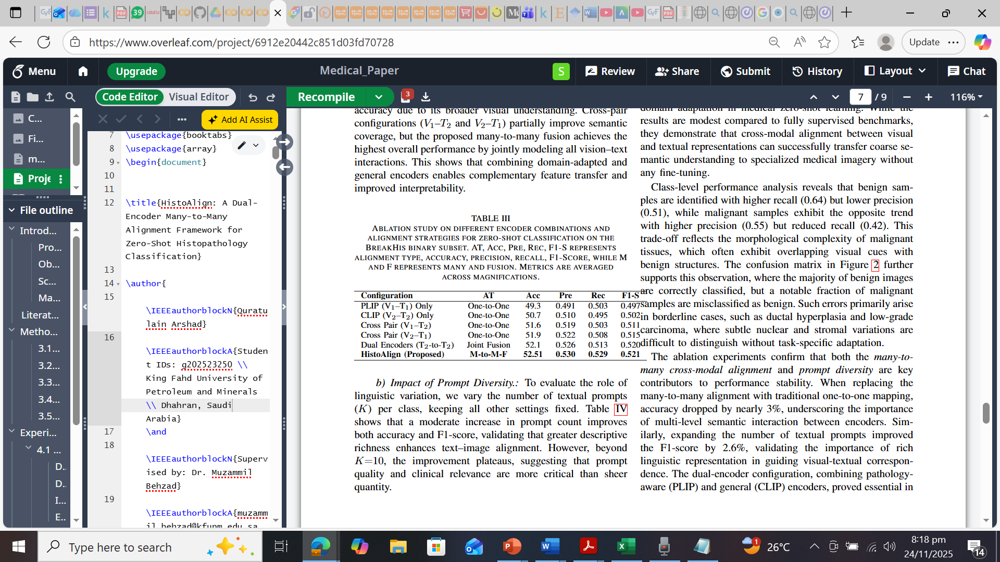 39
https://www.overleaf.com/project/6912e20442c851d03fd70728
Update
Menu
Upgrade
Medical_Paper
S
Review
Share
Submit
History
Layout
Chat
Code Editor
Visual Editor
Recompile
3
7
/ 9
116%
C...
Fi...
m...
Proje
File outline
Introd...
Pro...
Ob...
Sc...
Ma...
Literat...
Metho...
3.1...
3.2...
3.3...
3.4...
3.5...
Experi...
4.1 ...
D..
D..
I...
E..
Add AI Assist
7 \usepackage{booktabs}
8 \usepackage{array}
9 \begin{document}
10
11
12 \title{HistoAlign: A Dual-
Encoder Many-to-Many
Alignment Framework for
Zero-Shot Histopathology
Classification}
13
14 \author{
15
\IEEEauthorblockN{Quratu
lain Arshad}
16
\IEEEauthorblockA{Studen
t IDs: g202523250 \\
King Fahd University of
Petroleum and Minerals
\\ Dhahran, Saudi
Arabia}
17 \and
18
\IEEEauthorblockN{Superv
ised by: Dr. Muzammil
Behzad}
19
\IEEEauthorblockA{muzamm
il.behzad@kfupm.edu.sa
accuracy due to its broader visual understanding. Cross-pair
configurations (V1–T2 and V2–T1) partially improve semantic
coverage, but the proposed many-to-many fusion achieves the
highest overall performance by jointly modeling all vision–text
interactions. This shows that combining domain-adapted and
general encoders enables complementary feature transfer and
improved interpretability.
TABLE III
ABLATION STUDY ON DIFFERENT ENCODER COMBINATIONS AND
ALIGNMENT STRATEGIES FOR ZERO-SHOT CLASSIFICATION ON THE
BREAKHIS BINARY SUBSET. AT, ACC, PRE, REC, F1-S REPRESENTS
ALIGNMENT TYPE, ACCURACY, PRECISION, RECALL, F1-SCORE, WHILE M
AND F REPRESENTS MANY AND FUSION. METRICS ARE AVERAGED
ACROSS MAGNIFICATIONS.
Configuration AT Acc Pre Rec F1-S
PLIP (V1–T1) Only One-to-One 49.3 0.491 0.503 0.497
CLIP (V2–T2) Only One-to-One 50.7 0.510 0.495 0.502
Cross Pair (V1–T2) One-to-One 51.6 0.519 0.503 0.511
Cross Pair (V2–T1) One-to-One 51.9 0.522 0.508 0.515
Dual Encoders (T2-to-T2) Joint Fusion 52.1 0.526 0.513 0.520
HistoAlign (Proposed) M-to-M-F 52.51 0.530 0.529 0.521
b) Impact of Prompt Diversity.: To evaluate the role of
linguistic variation, we vary the number of textual prompts
(K) per class, keeping all other settings fixed. Table IV
shows that a moderate increase in prompt count improves
both accuracy and F1-score, validating that greater descriptive
richness enhances text–image alignment. However, beyond
K=10, the improvement plateaus, suggesting that prompt
quality and clinical relevance are more critical than sheer
quantity.
domain adaptation in medical zero-shot learning. While the
results are modest compared to fully supervised benchmarks,
they demonstrate that cross-modal alignment between visual
and textual representations can successfully transfer coarse se-
mantic understanding to specialized medical imagery without
any fine-tuning.
Class-level performance analysis reveals that benign sam-
ples are identified with higher recall (0.64) but lower precision
(0.51), while malignant samples exhibit the opposite trend
with higher precision (0.55) but reduced recall (0.42). This
trade-off reflects the morphological complexity of malignant
tissues, which often exhibit overlapping visual cues with
benign structures. The confusion matrix in Figure 2 further
supports this observation, where the majority of benign images
are correctly classified, but a notable fraction of malignant
samples are misclassified as benign. Such errors primarily arise
in borderline cases, such as ductal hyperplasia and low-grade
carcinoma, where subtle nuclear and stromal variations are
difficult to distinguish without task-specific adaptation.
The ablation experiments confirm that both the many-to-
many cross-modal alignment and prompt diversity are key
contributors to performance stability. When replacing the
many-to-many alignment with traditional one-to-one mapping,
accuracy dropped by nearly 3%, underscoring the importance
of multi-level semantic interaction between encoders. Sim-
ilarly, expanding the number of textual prompts improved
the F1-score by 2.6%, validating the importance of rich
linguistic representation in guiding visual-textual correspon-
dence. The dual-encoder configuration, combining pathology-
aware (PLIP) and general (CLIP) encoders, proved essential in
Type here to search
1
26°C
8:18 pm
24/11/2025
14